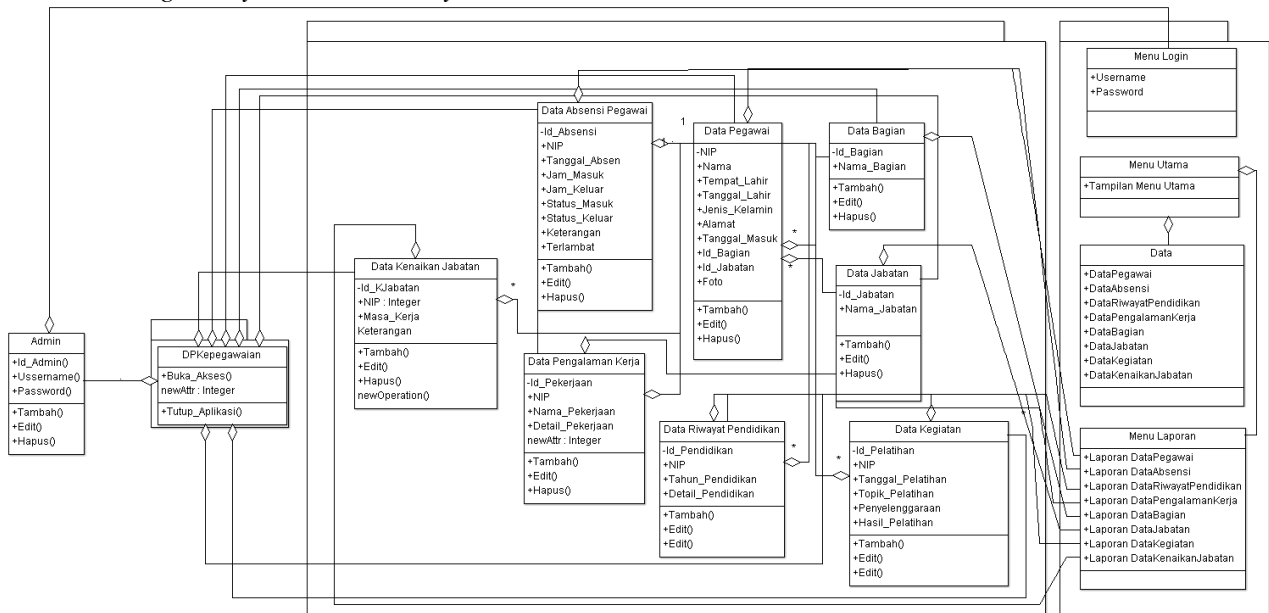 Menu Login
+Username
+Password
Menu Utama
+Tampilan Menu Utama
Data
+DataPegawai
+DataAbsensi
+DataRiwayatPendidikan
+DataPengalamanKerja
+DataBagian
+DataJabatan
+DataKegiatan
+DataKenaikanJabatan
Menu Laporan
+Laporan DataPegawai
+Laporan DataAbsensi
+Laporan DataRiwayatPendidikan
+Laporan DataPengalamanKerja
+Laporan DataBagian
+Laporan DataJabatan
+Laporan DataKegiatan
+Laporan DataKenaikanJabatan
Data Absensi Pegawai
-Id_Absensi
+NIP
+Tanggal_Absen
+Jam_Masuk
+Jam_Keluar
+Status_Masuk
+Status_Keluar
+Keterangan
+Terlambat
+Tambah()
+Edit()
+Hapus()
1
1
Data Pegawai
-NIP
+Nama
+Tempat_Lahir
+Tanggal_Lahir
+Jenis_Kelamin
+Alamat
+Tanggal_Masuk
+Id_Bagian
+Id_Jabatan
+Foto
+Tambah()
+Edit()
+Hapus()
*
*
Data Bagian
-Id_Bagian
+Nama_Bagian
+Tambah()
+Edit()
+Hapus()
Data Jabatan
-Id_Jabatan
+Nama_Jabatan
+Tambah()
+Edit()
+Hapus()
Data Kenaikan Jabatan
-Id_KJabatan
+NIP : Integer
+Masa_Kerja
Keterangan
+Tambah()
+Edit()
+Hapus()
newOperation()
*
Admin
+Id_Admin()
+Ussername()
+Password()
+Tambah()
+Edit()
+Hapus()
DPKepegawaian
+Buka_Akses()
newAttr : Integer
+Tutup_Aplikasi()
Data Pengalaman Kerja
-Id_Pekerjaan
+NIP
+Nama_Pekerjaan
+Detail_Pekerjaan
newAttr : Integer
+Tambah()
+Edit()
+Hapus()
Data Riwayat Pendidikan
-Id_Pendidikan
+NIP
+Tahun_Pendidikan
+Detail_Pendidikan
+Tambah()
+Edit()
+Edit()
*
Data Kegiatan
-Id_Pelatihan
+NIP
+Tanggal_Pelatihan
+Topik_Pelatihan
+Penyelenggaraan
+Hasil_Pelatihan
+Tambah()
+Edit()
+Edit()
*
*